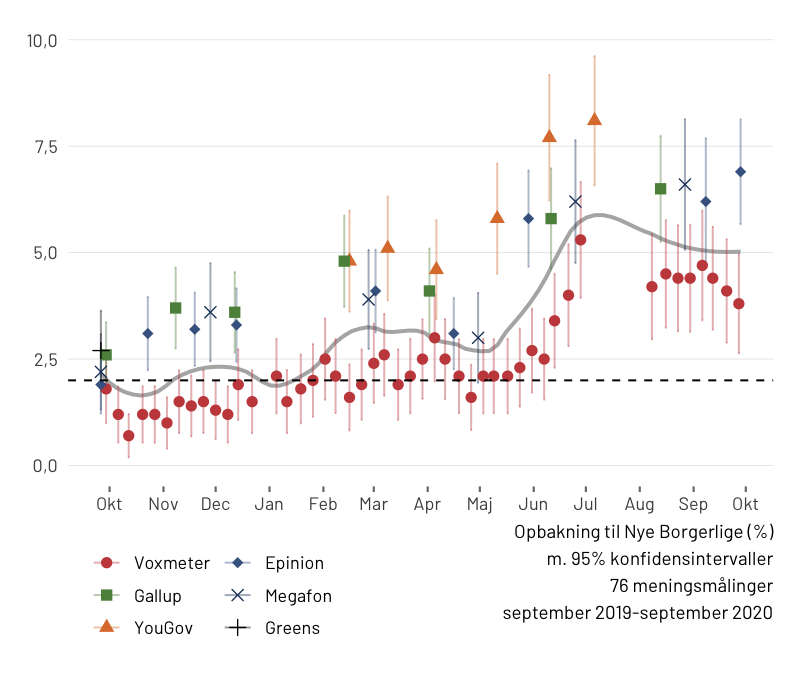 10,0
7,5
5,0
2,5
0,0
Okt Nov Dec Jan Feb Mar Apr Maj Jun Jul Aug Sep Okt
Opbakning til Nye Borgerlige (%)
m. 95% konfidensintervaller
76 meningsmålinger
september 2019-september 2020
Voxmeter Epinion
Gallup Megafon
YouGov Greens